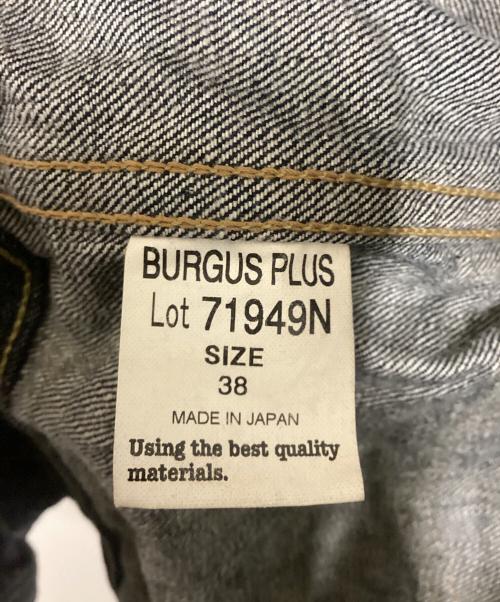 BURGUS PLUS
Lot 71949N
SIZE
38
MADE IN JAPAN
Using the best quality
materials.